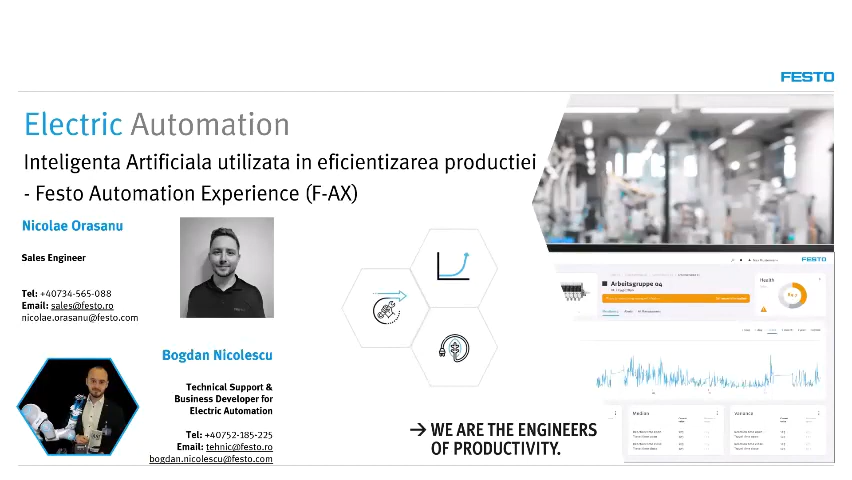 FESTO
Electric Automation
Inteligenta Artificiala utilizata in eficientizarea productiei
- Festo Automation Experience (F-AX)
Nicolae Orasanu
Sales Engineer
Tel: +40734-565-088
Email: sales@festo.ro
nicolae.orasanu@festo.com
Bogdan Nicolescu
Technical Support &
Business Developer for
Electric Automation
Tel: +40752-185-225
Email: tehnic@festo.ro
bogdan.nicolescu@festo.com
→ WE ARE THE ENGINEERS
OF PRODUCTIVITY.
FESTO
Arbeitsgruppe 04
Health
Median
Variance